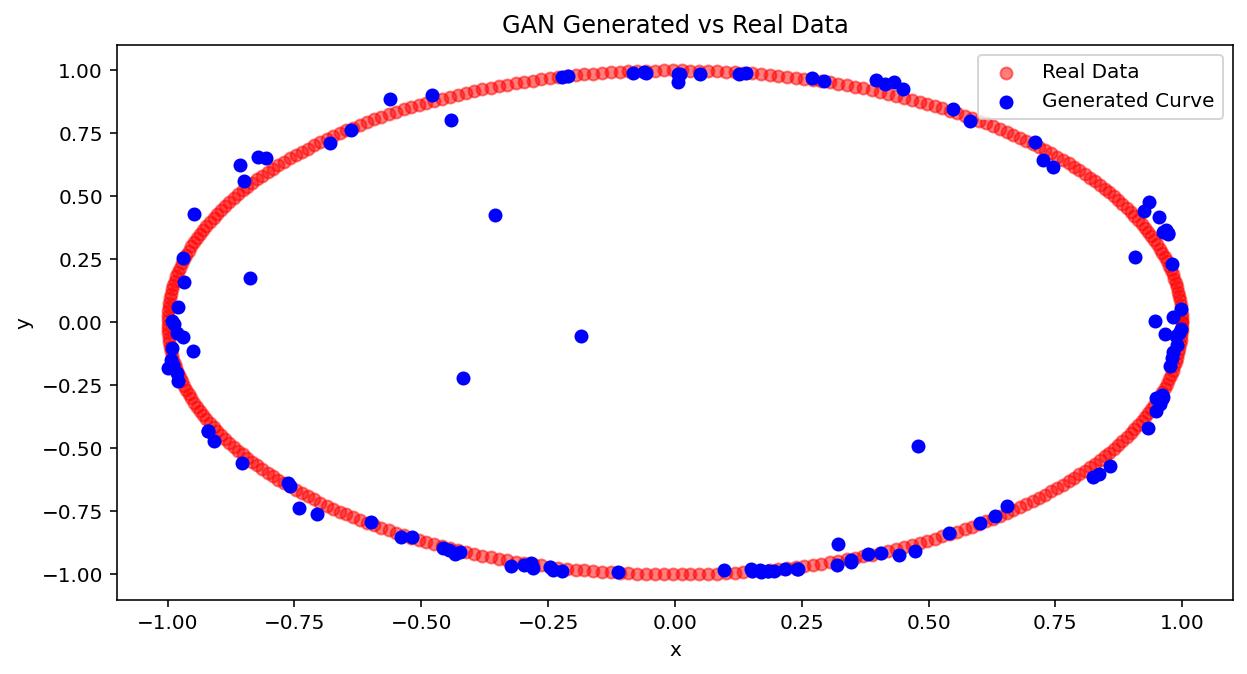 GAN Generated vs Real Data
1.00
0.75
0.50
0.25
0.00
−0.25
−0.50
−0.75
−1.00
y
Real Data
Generated Curve
−1.00 −0.75 −0.50 −0.25 0.00 0.25 0.50 0.75 1.00
x